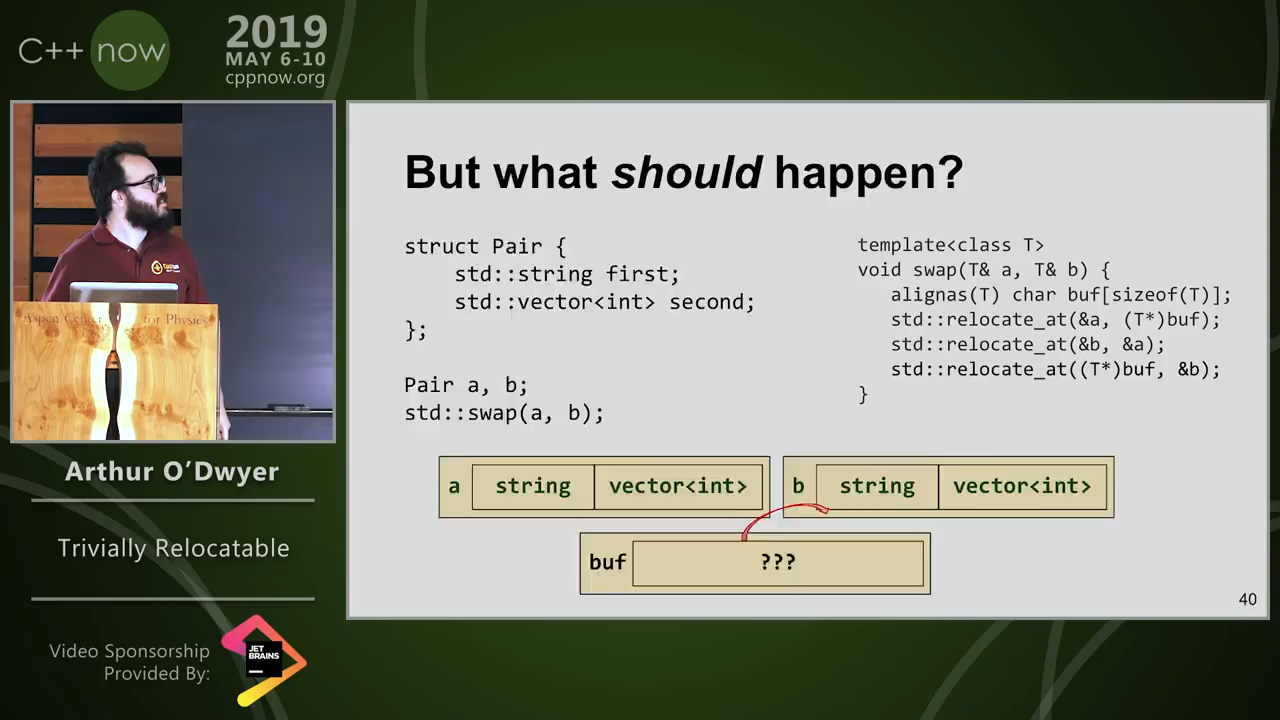 C++ now
2019
MAY 6-10
cppnow.org
Aspen Center for Physics
Arthur O’Dwyer
Trivially Relocatable
Video Sponsorship
Provided By:
JET
BRAINS
But what should happen?
struct Pair {
    std::string first;
    std::vector<int> second;
};
Pair a, b;
std::swap(a, b);
template<class T>
void swap(T& a, T& b) {
    alignas(T) char buf[sizeof(T)];
    std::relocate_at(&a, (T*)buf);
    std::relocate_at(&b, &a);
    std::relocate_at((T*)buf, &b);
}
a string vector<int> b string vector<int>
buf ???
40